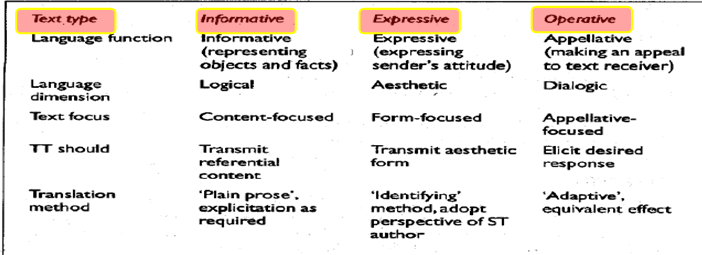 Text type Informative Expressive Operative
Language function Informative Expressive Appellative
(representing (expressing (making an appeal
objects and facts) sender's attitude) to text receiver)
Language Logical Aesthetic Dialogic
dimension
Text focus Content-focused Form-focused Appellative-
focused
TT should Transmit Transmit aesthetic Elicit desired
referential form response
content
Translation 'Plain prose', 'Identifying' 'Adaptive',
method explicitation as method, adopt equivalent effect
required perspective of ST
author